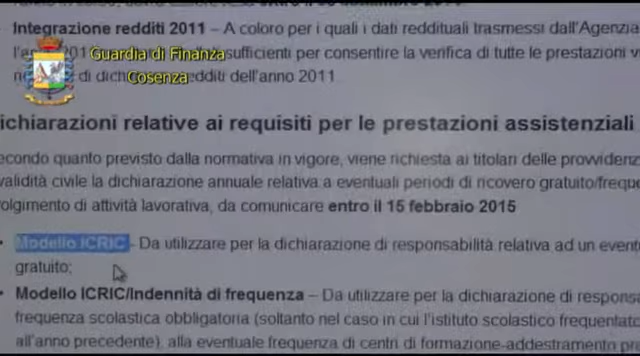 Integrazione redditi 2011 – A coloro per i quali i dati reddituali trasmessi dall'Agenzia
Guardia di Finanza
sufficienti per consentire la verifica di tutte le prestazioni
Cosenza
redditi dell'anno 2011
ichiarazioni relative ai requisiti per le prestazioni assistenziali
econdo quanto previsto dalla normativa in vigore, viene richiesta ai titolari delle provvidenz
validità civile la dichiarazione annuale relativa a eventuali periodi di ricovero gratuito/freque
olgimento di attività lavorativa, da comunicare entro il 15 febbraio 2015
• Modello ICRIC - Da utilizzare per la dichiarazione di responsabilità relativa ad un event
gratuito;
• Modello ICRIC/Indennità di frequenza – Da utilizzare per la dichiarazione di respons
frequenza scolastica obbligatoria (soltanto nel caso in cui l'istituto scolastico frequentato
all'anno precedente), alla eventuale frequenza di centri di formazione-addestramento